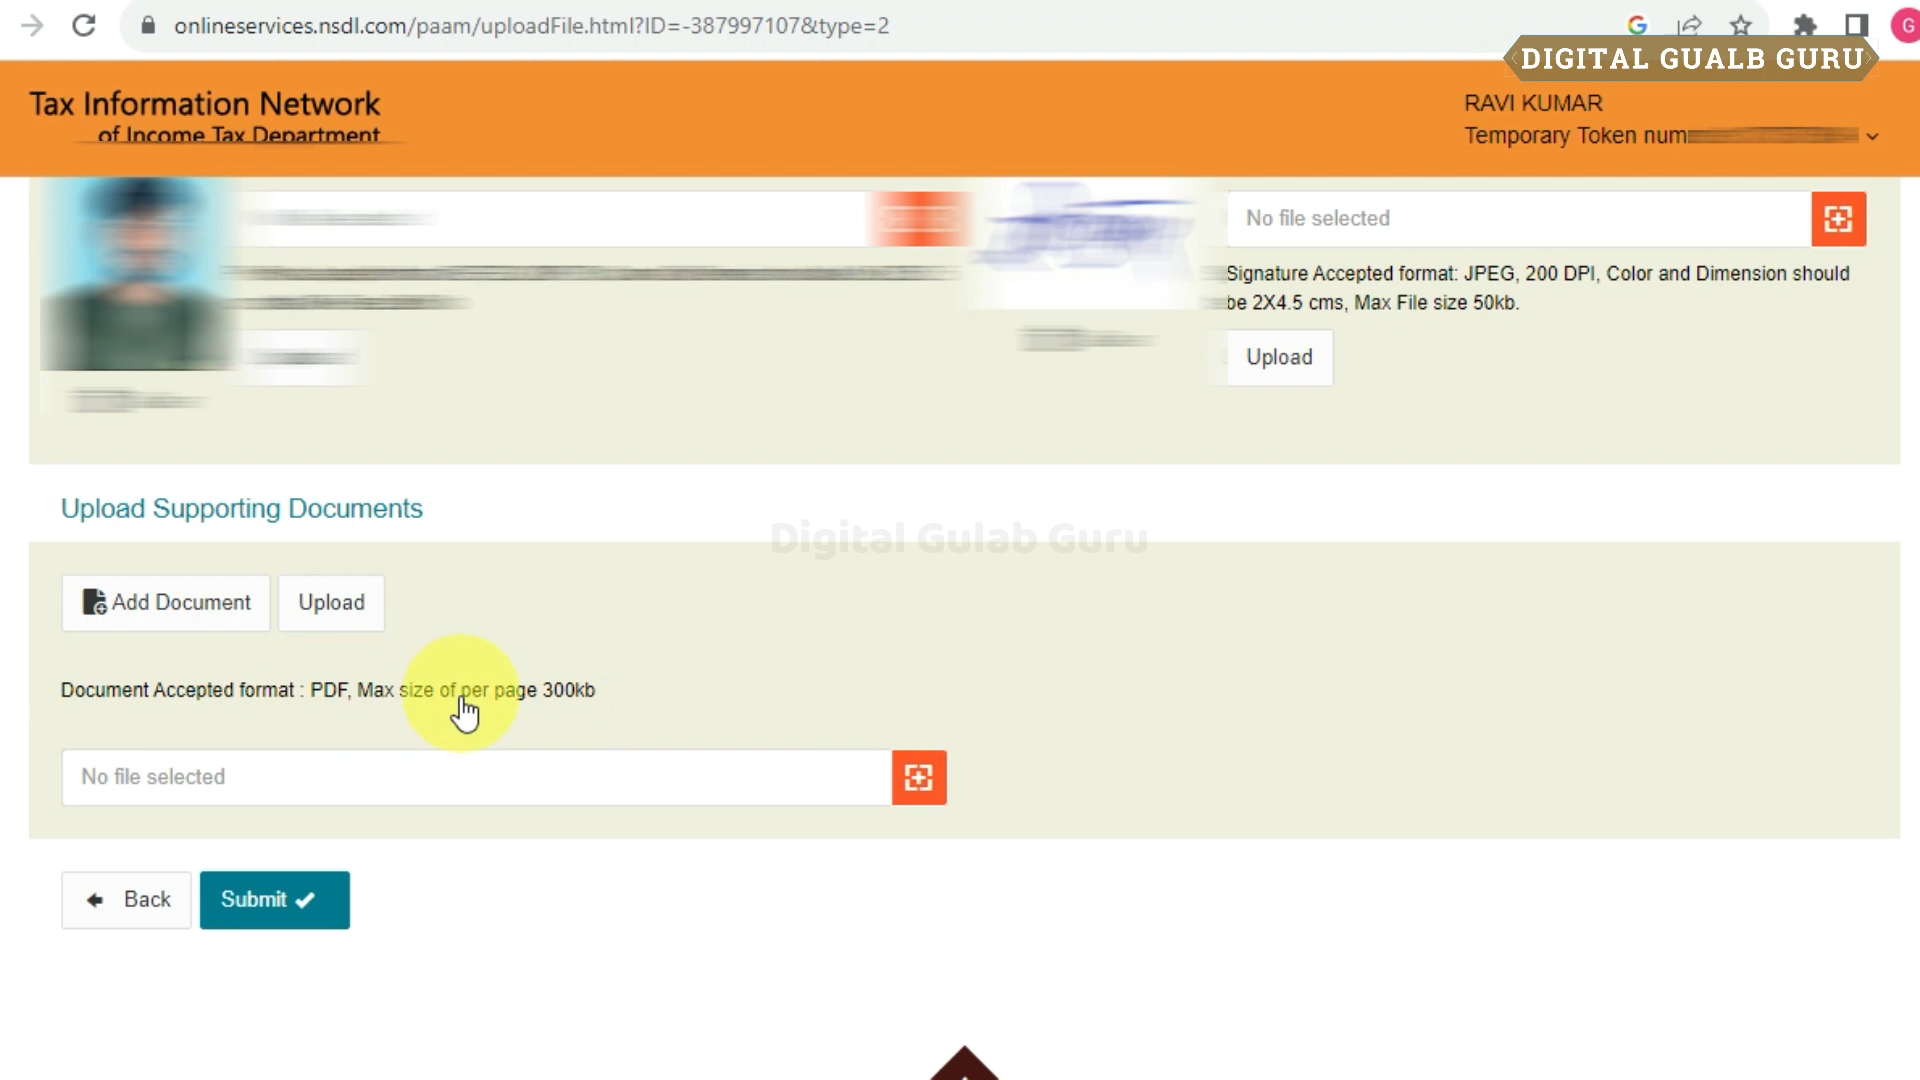 onlineservices.nsdl.com/paam/uploadFile.html?ID=-387997107&type=2
G
DIGITAL GUALB GURU
Tax Information Network
of Income Tax Department
RAVI KUMAR
Temporary Token num
No file selected
Signature Accepted format: JPEG, 200 DPI, Color and Dimension should
be 2X4.5 cms, Max File size 50kb.
Upload
Upload Supporting Documents
Digital Gulab Guru
Add Document Upload
Document Accepted format : PDF, Max size of per page 300kb
No file selected
Back Submit